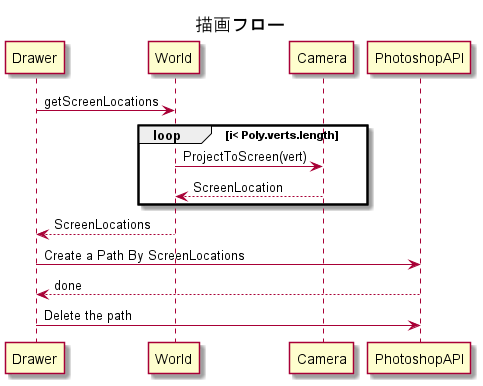 描画フロー
Drawer World Camera PhotoshopAPI
getScreenLocations
loop [i< Poly.verts.length]
ProjectToScreen(vert)
ScreenLocation
ScreenLocations
Create a Path By ScreenLocations
done
Delete the path
Drawer World Camera PhotoshopAPI